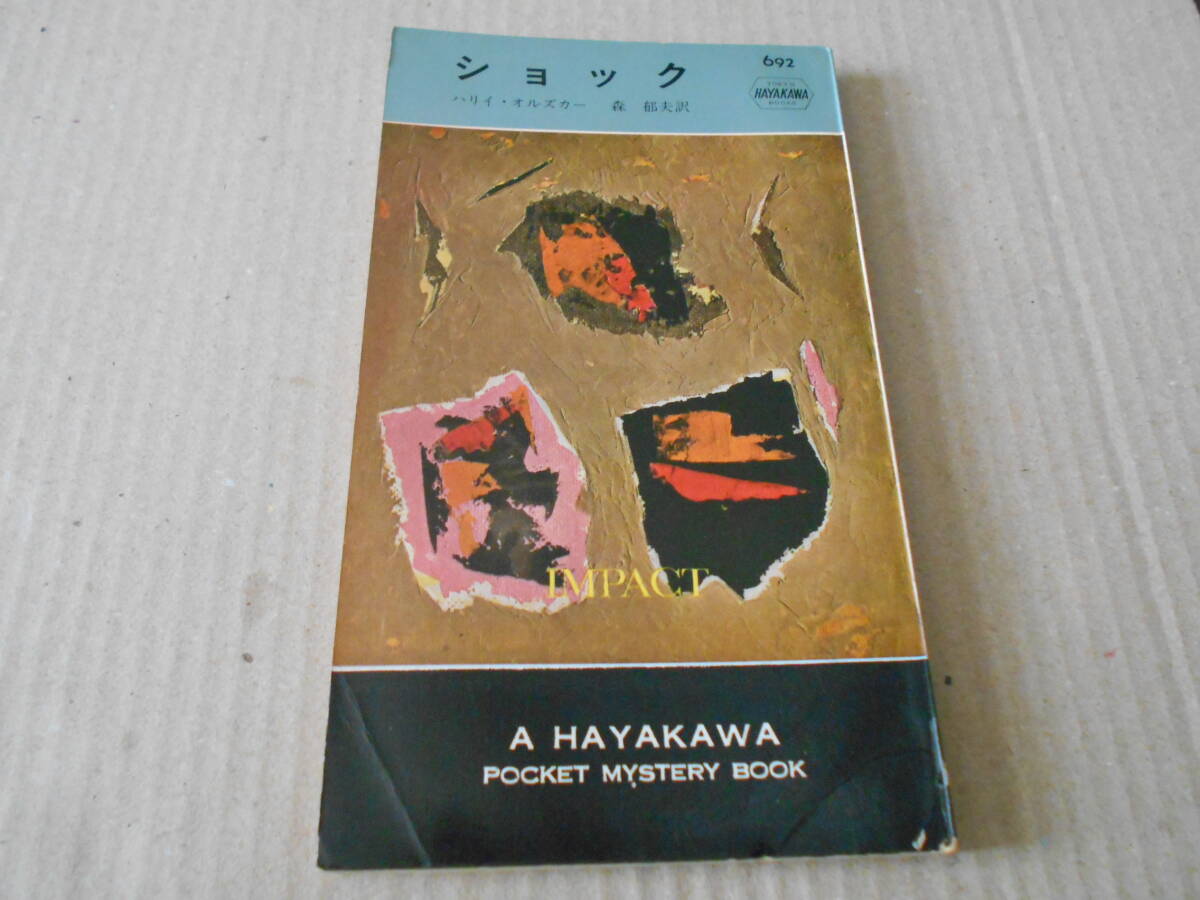 ショック
692
ハリイ・オルズカー　森 郁夫訳
TOKYO
HAYAKAWA
BOOKS
IMPACT
A HAYAKAWA
POCKET MYSTERY BOOK